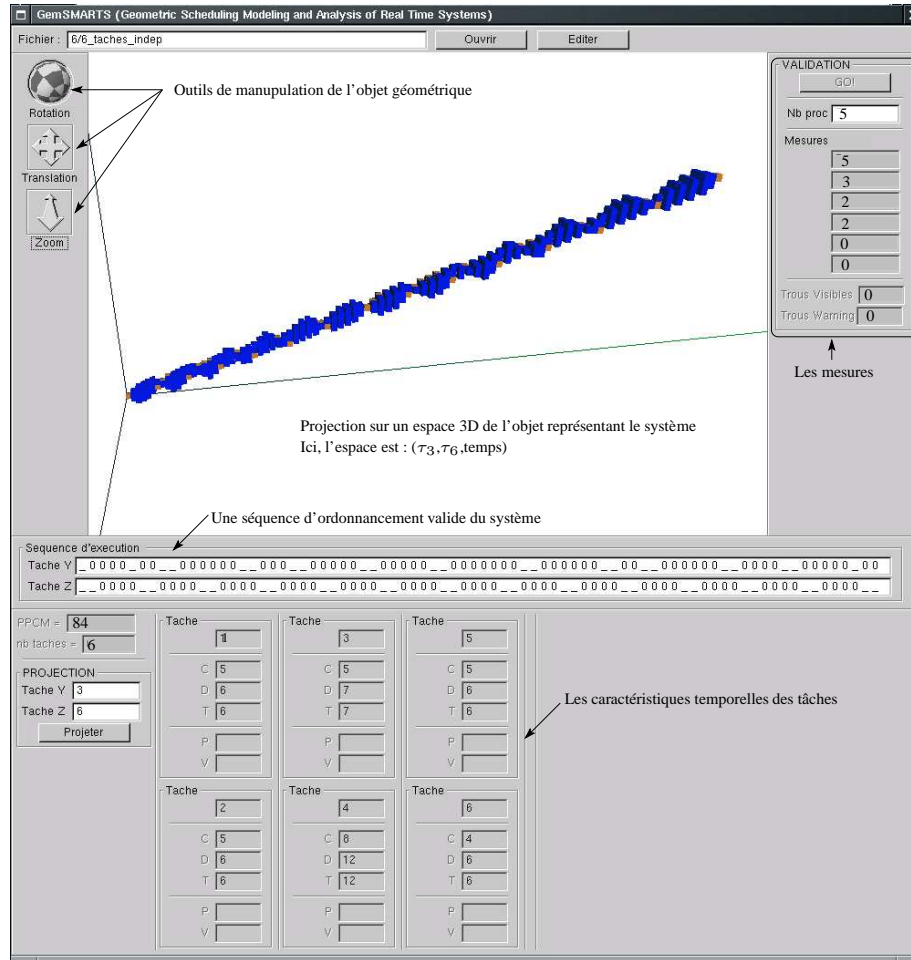 GemSMARTS (Geometric Scheduling Modeling and Analysis of Real Time Systems)
Fichier : 6/6_taches_indep Ouvrir Editer
Rotation
Translation
Zoom
Outils de manupulation de l'objet géométrique
VALIDATION
GO!
Nb proc 5
Mesures
5
3
2
2
0
0
Trous Visibles 0
Trous Warning 0
Les mesures
Projection sur un espace 3D de l'objet représentant le système
Ici, l'espace est : (τ3,τ6,temps)
Une séquence d'ordonnancement valide du système
Sequence d'execution
Tache Y _0000_00__000000__000__00000__00000__0000000__000000__00__000000__0000__00000_00
Tache Z __0000__0000__0000__0000__0000__0000__0000__0000__0000__0000__0000__0000__0000__
PPCM = 84
nb taches = 6
PROJECTION
Tache Y 3
Tache Z 6
Projeter
Tache
1
C 5
D 6
T 6
P
V
Tache
3
C 5
D 7
T 7
P
V
Tache
5
C 5
D 6
T 6
P
V
Les caractéristiques temporelles des tâches
Tache
2
C 5
D 6
T 6
P
V
Tache
4
C 8
D 12
T 12
P
V
Tache
6
C 4
D 6
T 6
P
V